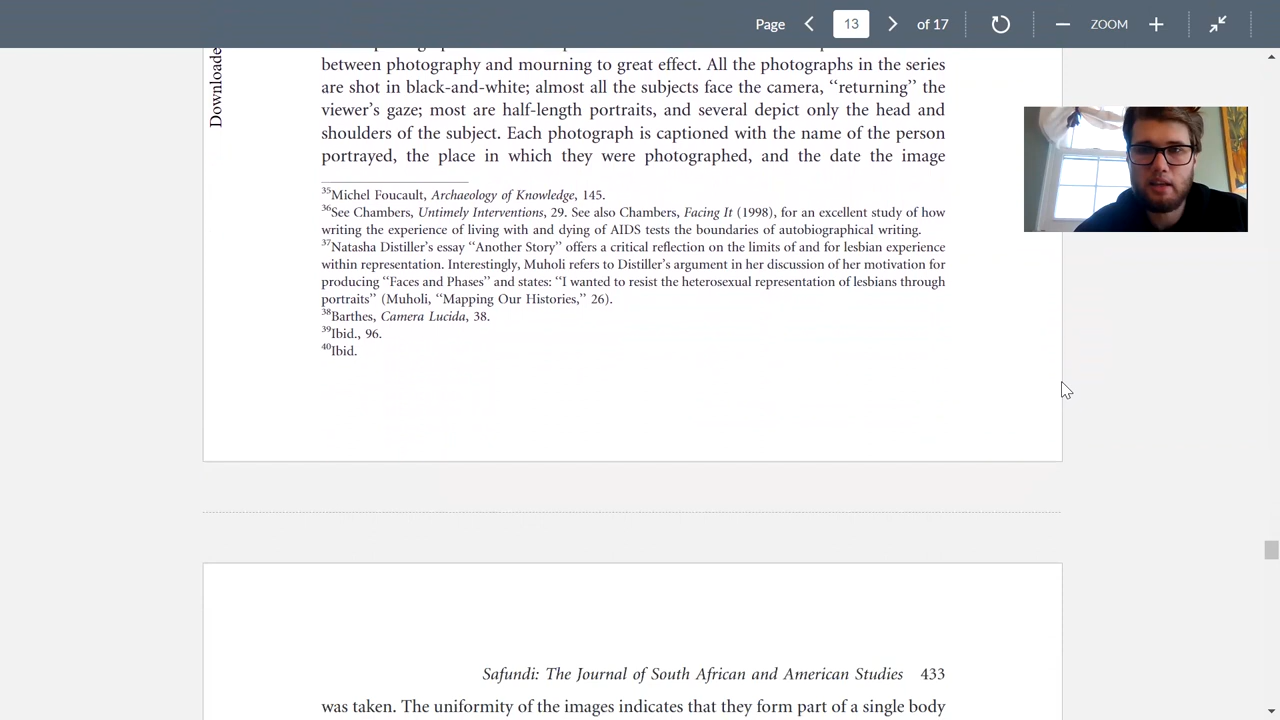 Page 13 of 17 ZOOM
Downloade
between photography and mourning to great effect. All the photographs in the series
are shot in black-and-white; almost all the subjects face the camera, ‘‘returning’’ the
viewer’s gaze; most are half-length portraits, and several depict only the head and
shoulders of the subject. Each photograph is captioned with the name of the person
portrayed, the place in which they were photographed, and the date the image
35Michel Foucault, Archaeology of Knowledge, 145.
36See Chambers, Untimely Interventions, 29. See also Chambers, Facing It (1998), for an excellent study of how
writing the experience of living with and dying of AIDS tests the boundaries of autobiographical writing.
37Natasha Distiller’s essay ‘‘Another Story’’ offers a critical reflection on the limits of and for lesbian experience
within representation. Interestingly, Muholi refers to Distiller’s argument in her discussion of her motivation for
producing ‘‘Faces and Phases’’ and states: ‘‘I wanted to resist the heterosexual representation of lesbians through
portraits’’ (Muholi, ‘‘Mapping Our Histories,’’ 26).
38Barthes, Camera Lucida, 38.
39Ibid., 96.
40Ibid.
Safundi: The Journal of South African and American Studies 433
was taken. The uniformity of the images indicates that they form part of a single body